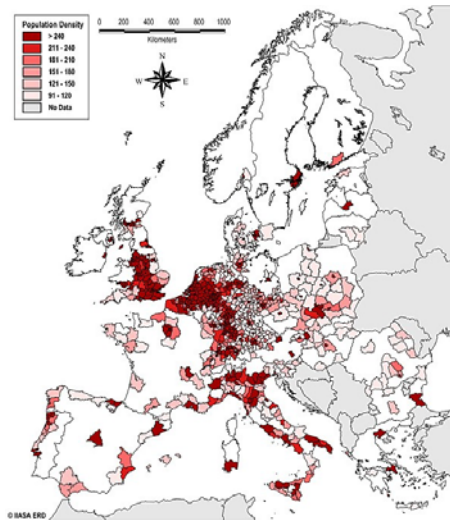 Population Density
> 240
211 - 240
181 - 210
151 - 180
121 - 150
91 - 120
No Data
0 200 400 600 800 1000
Kilometers
N
W E
S
© IIASA ERD